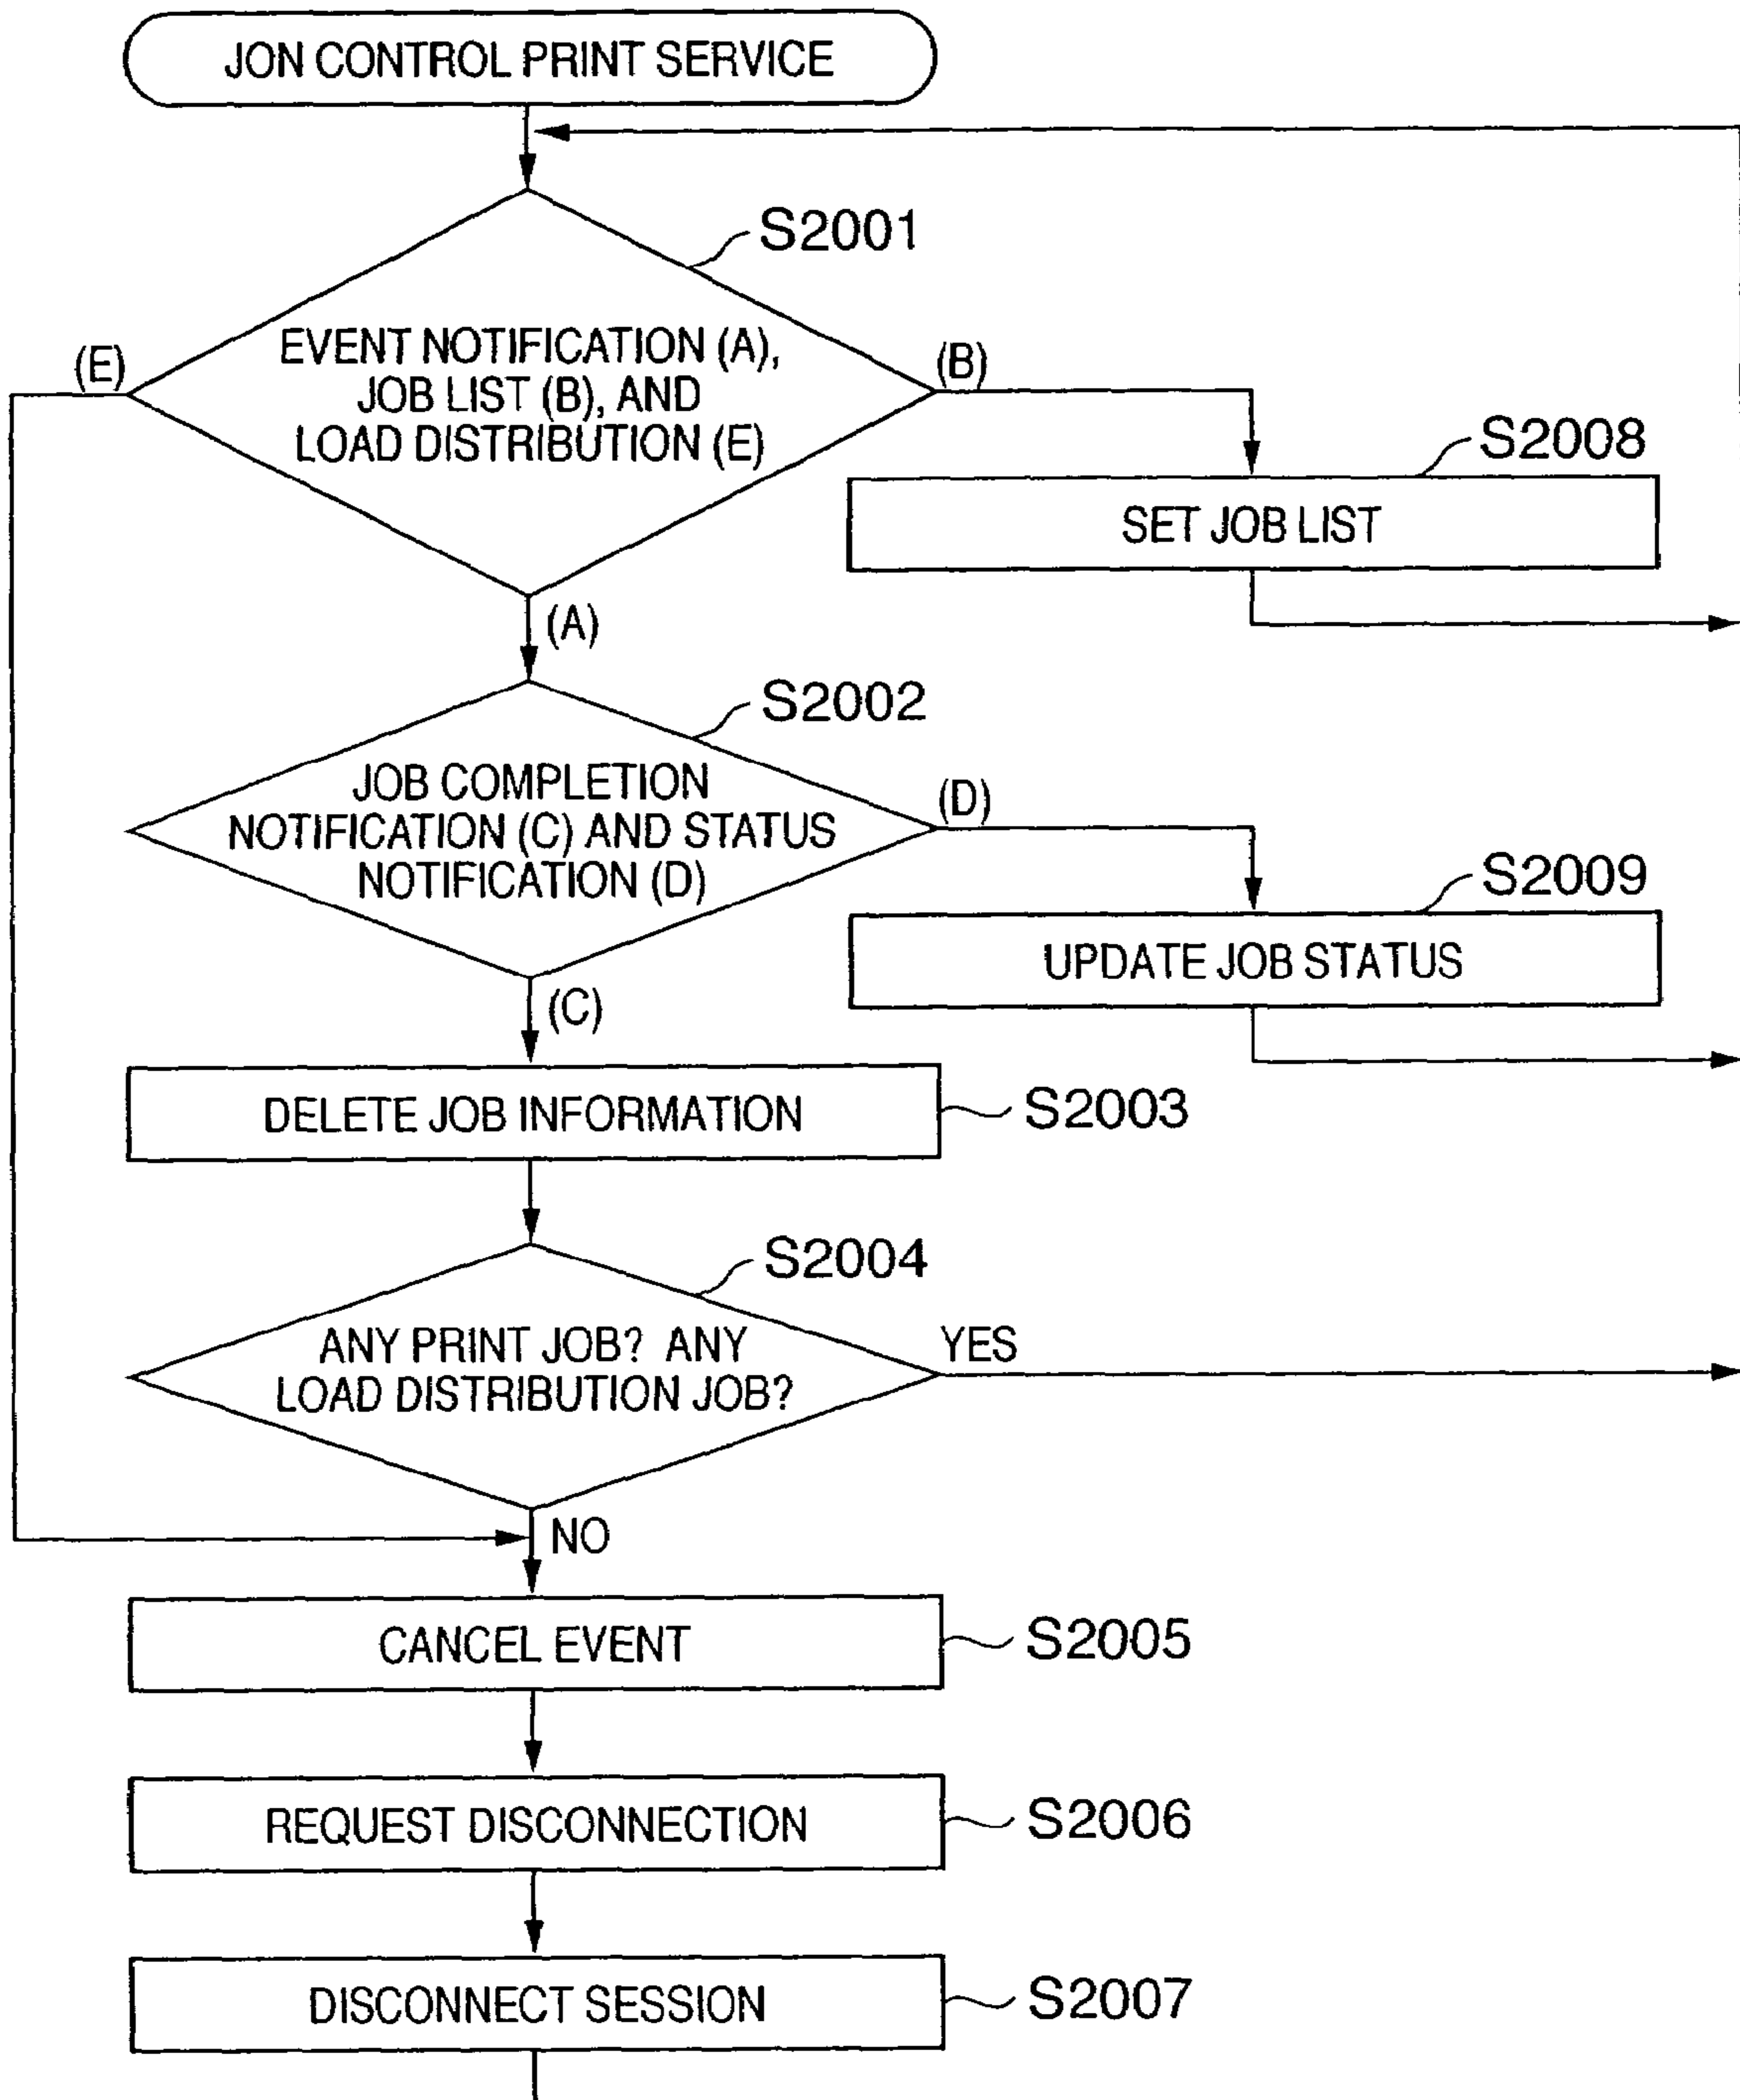 JON CONTROL PRINT SERVICE
S2001
EVENT NOTIFICATION (A),
JOB LIST (B), AND
LOAD DISTRIBUTION (E)
(E)
(B)
S2008
SET JOB LIST
(A)
S2002
JOB COMPLETION
NOTIFICATION (C) AND STATUS
NOTIFICATION (D)
(D)
S2009
UPDATE JOB STATUS
(C)
DELETE JOB INFORMATION
S2003
S2004
ANY PRINT JOB? ANY
LOAD DISTRIBUTION JOB?
YES
NO
CANCEL EVENT
S2005
REQUEST DISCONNECTION
S2006
DISCONNECT SESSION
S2007